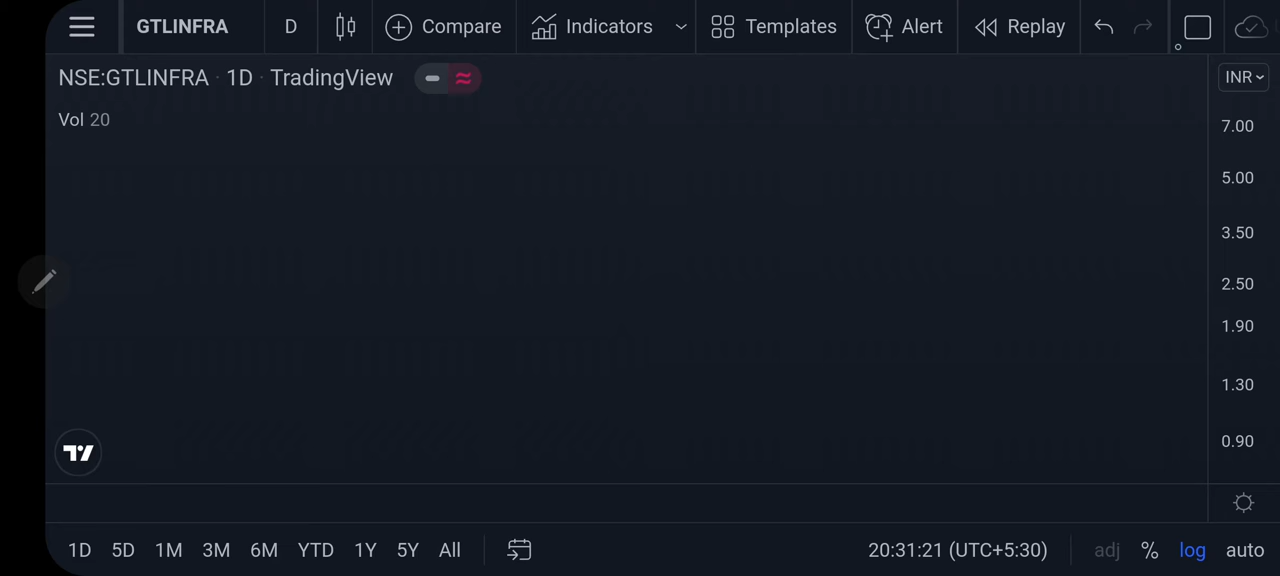 GTLINFRA D Compare Indicators Templates Alert Replay
NSE:GTLINFRA · 1D · TradingView INR
Vol 20
7.00
5.00
3.50
2.50
1.90
1.30
0.90
1D 5D 1M 3M 6M YTD 1Y 5Y All 20:31:21 (UTC+5:30) adj % log auto